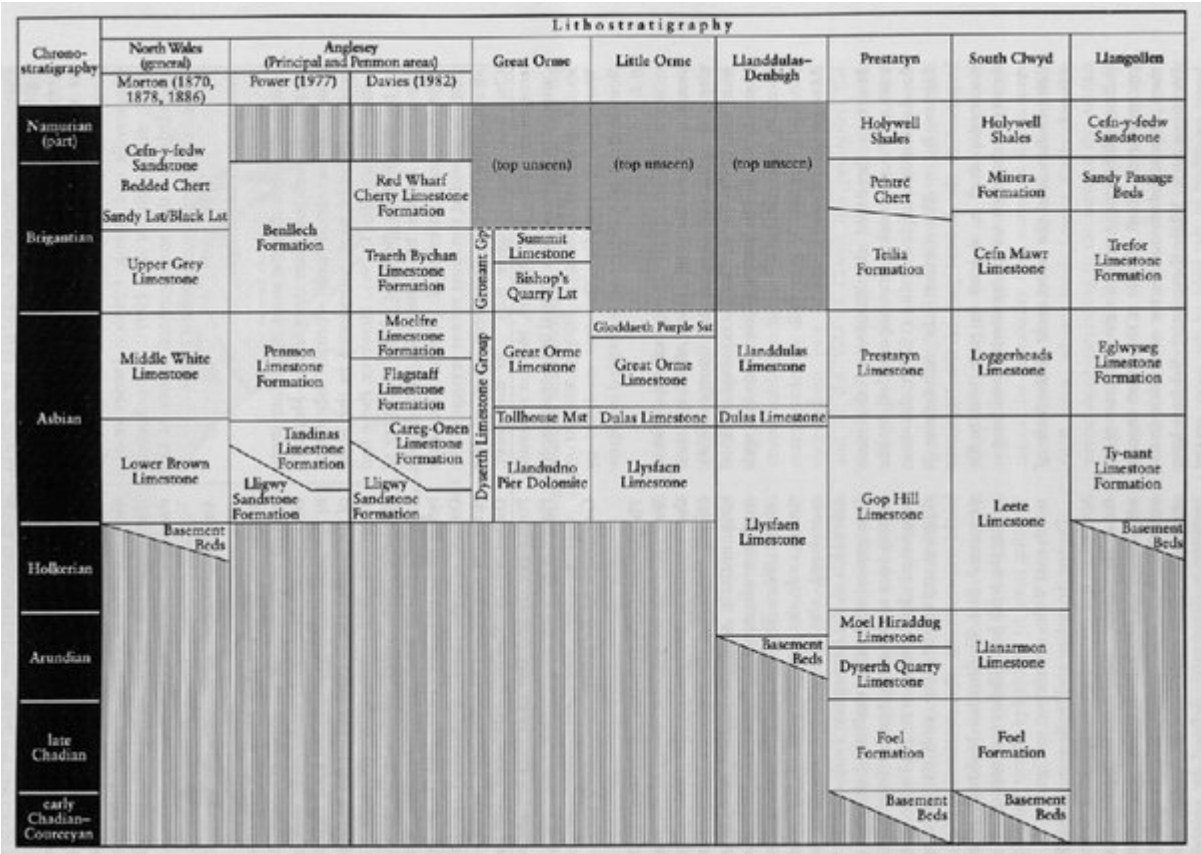 Lithostratigraphy
Chrono-
stratigraphy
North Wales
(general)
Anglesey
(Principal and Penmon areas)
Great Orme
Little Orme
Llanddulas–
Denbigh
Prestatyn
South Clwyd
Llangollen
Morton (1870,
1878, 1886)
Power (1977)
Davies (1982)
Namurian
(part)
Brigantian
Asbian
Holkerian
Arundian
late
Chadian
early
Chadian–
Courceyan
Cefn-y-fedw
Sandstone
Bedded Chert
Sandy Lst/Black Lst
Upper Grey
Limestone
Middle White
Limestone
Lower Brown
Limestone
Basement
Beds
Benllech
Formation
Penmon
Limestone
Formation
Tandinas
Limestone
Formation
Lligwy
Sandstone
Formation
Red Wharf
Cherty Limestone
Formation
Traeth Bychan
Limestone
Formation
Moelfre
Limestone
Formation
Flagstaff
Limestone
Formation
Careg-Onen
Limestone
Formation
Lligwy
Sandstone
Formation
Gronant Gp
Dyserth Limestone Group
(top unseen)
Summit
Limestone
Bishop's
Quarry Lst
Great Orme
Limestone
Tollhouse Mst
Llandudno
Pier Dolomite
(top unseen)
Gloddaeth Purple Sst
Great Orme
Limestone
Dulas Limestone
Llysfaen
Limestone
(top unseen)
Llanddulas
Limestone
Dulas Limestone
Llysfaen
Limestone
Basement
Beds
Holywell
Shales
Pentre
Chert
Teilia
Formation
Prestatyn
Limestone
Gop Hill
Limestone
Moel Hiraddug
Limestone
Dyserth Quarry
Limestone
Foel
Formation
Basement
Beds
Holywell
Shales
Minera
Formation
Cefn Mawr
Limestone
Loggerheads
Limestone
Leete
Limestone
Llanarmon
Limestone
Foel
Formation
Basement
Beds
Cefn-y-fedw
Sandstone
Sandy Passage
Beds
Trefor
Limestone
Formation
Eglwyseg
Limestone
Formation
Ty-nant
Limestone
Formation
Basement
Beds